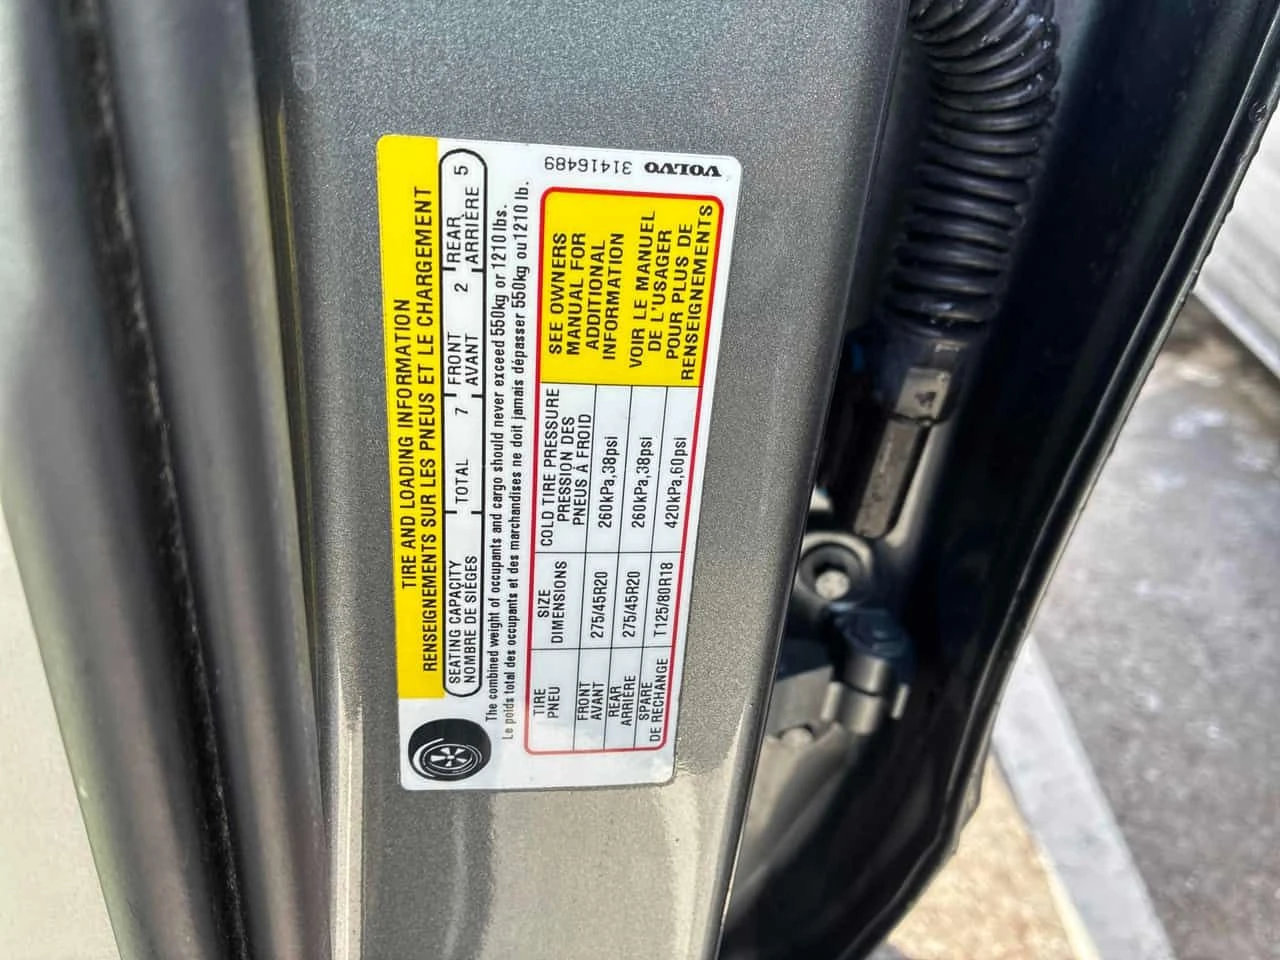 TIRE AND LOADING INFORMATION
RENSEIGNEMENTS SUR LES PNEUS ET LE CHARGEMENT
SEATING CAPACITY TOTAL 7 FRONT 2 REAR 5
NOMBRE DE SIÈGES AVANT ARRIÈRE
The combined weight of occupants and cargo should never exceed 550kg or 1210 lbs.
Le poids total des occupants et des marchandises ne doit jamais dépasser 550kg ou 1210 lb.
TIRE SIZE COLD TIRE PRESSURE
PNEU DIMENSIONS PRESSION DES
PNEUS À FROID
FRONT 275/45R20 260kPa,38psi
AVANT
REAR 275/45R20 260kPa,38psi
ARRIÈRE
SPARE T125/80R18 420kPa,60psi
DE RECHANGE
SEE OWNERS
MANUAL FOR
ADDITIONAL
INFORMATION
VOIR LE MANUEL
DE L'USAGER
POUR PLUS DE
RENSEIGNEMENTS
VOLVO 31416489